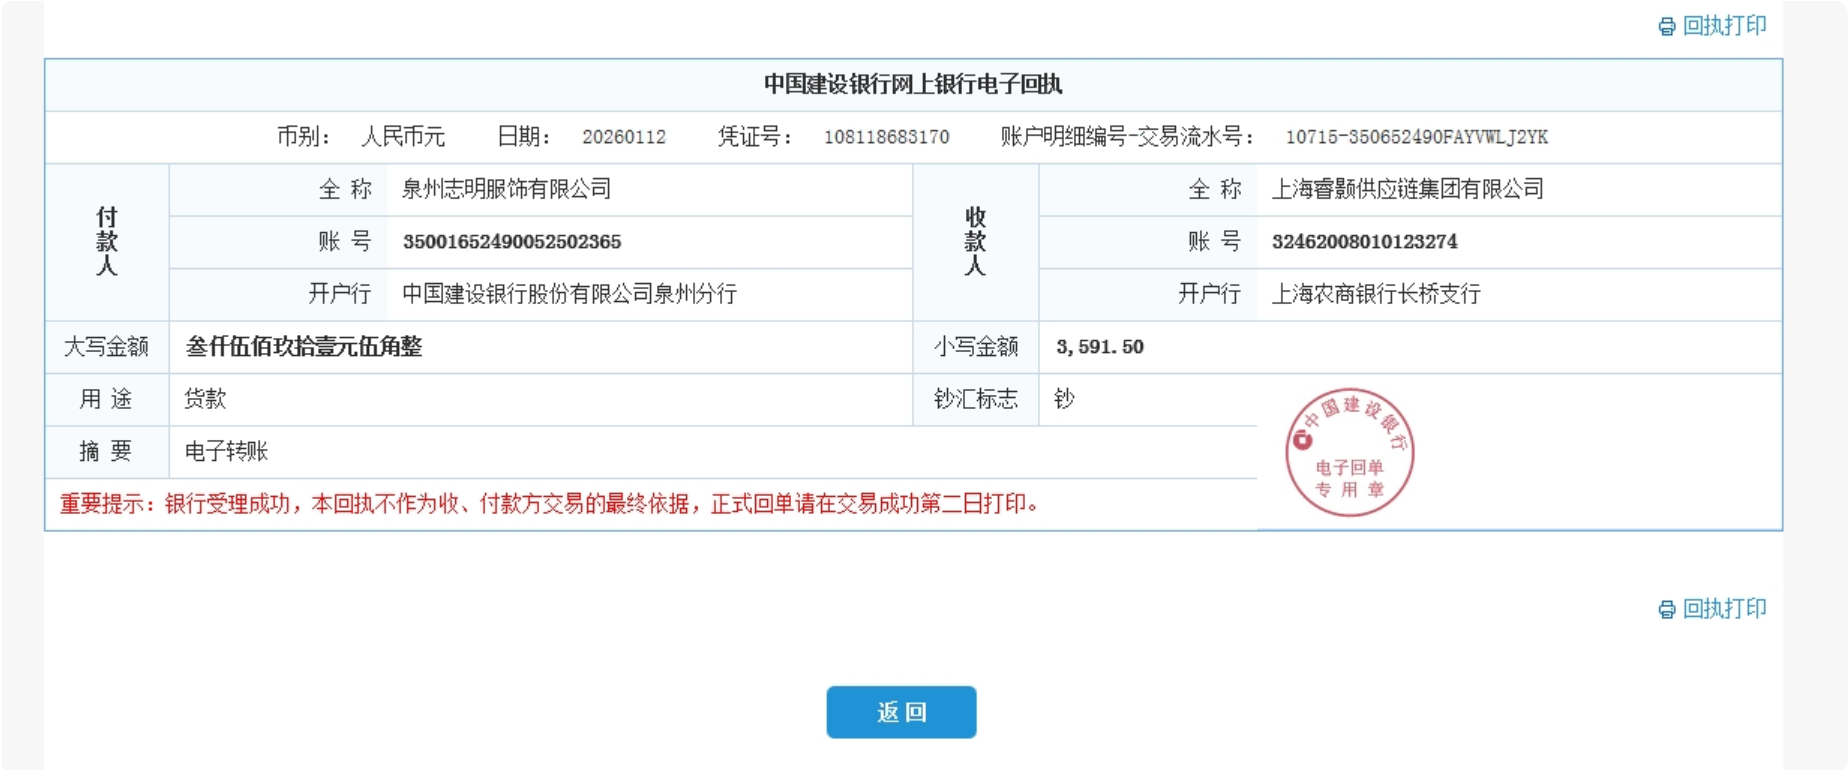 回执打印
中国建设银行网上银行电子回执
币别： 人民币元 日期： 20260112 凭证号： 108118683170 账户明细编号-交易流水号： 10715-350652490FAYVWLJ2YK
付款人 全 称 泉州志明服饰有限公司 收款人 全 称 上海睿颢供应链集团有限公司
账 号 35001652490052502365 账 号 32462008010123274
开户行 中国建设银行股份有限公司泉州分行 开户行 上海农商银行长桥支行
大写金额 叁仟伍佰玖拾壹元伍角整 小写金额 3,591.50
用 途 货款 钞汇标志 钞
摘 要 电子转账
中国建设银行
电子回单
专用章
重要提示：银行受理成功，本回执不作为收、付款方交易的最终依据，正式回单请在交易成功第二日打印。
回执打印
返回